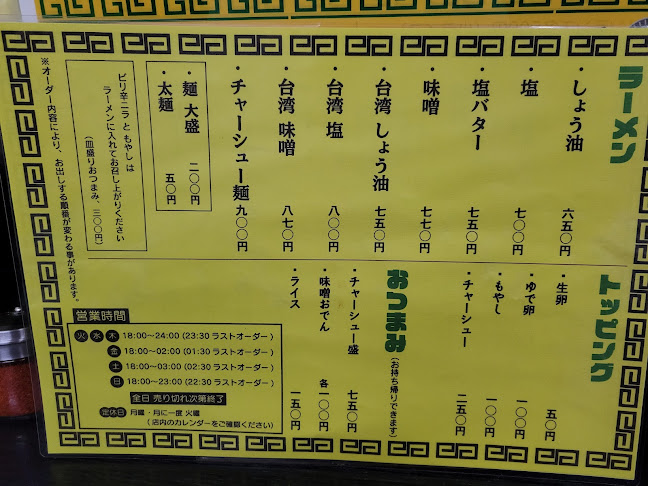 ラーメン
・しょう油 六五〇円
・塩 七〇〇円
・塩バター 七五〇円
・味噌 七七〇円
・台湾 しょう油 七五〇円
・台湾 塩 八〇〇円
・台湾 味噌 八七〇円
・チャーシュー麺 九〇〇円
・麺 大盛 二〇〇円
・太麺 五〇円
ピリ辛ニラ と もやし は
ラーメンに入れてお召し上がりください
(皿盛りおつまみ、三〇〇円)
※オーダー内容により、お出しする順番が変わる事があります。
トッピング
・生卵 五〇円
・ゆで卵 一〇〇円
・もやし 一〇〇円
・チャーシュー 二五〇円
おつまみ(お持ち帰りできます)
・チャーシュー盛 七五〇円
・味噌おでん 各 一〇〇円
・ライス 一五〇円
営業時間
火 水 木 18:00〜24:00 (23:30 ラストオーダー)
金 18:00〜02:00 (01:30 ラストオーダー)
土 18:00〜03:00 (02:30 ラストオーダー)
日 18:00〜23:00 (22:30 ラストオーダー)
全日 売り切れ次第終了
定休日 月曜・月に一度 火曜
(店内のカレンダーをご確認ください)